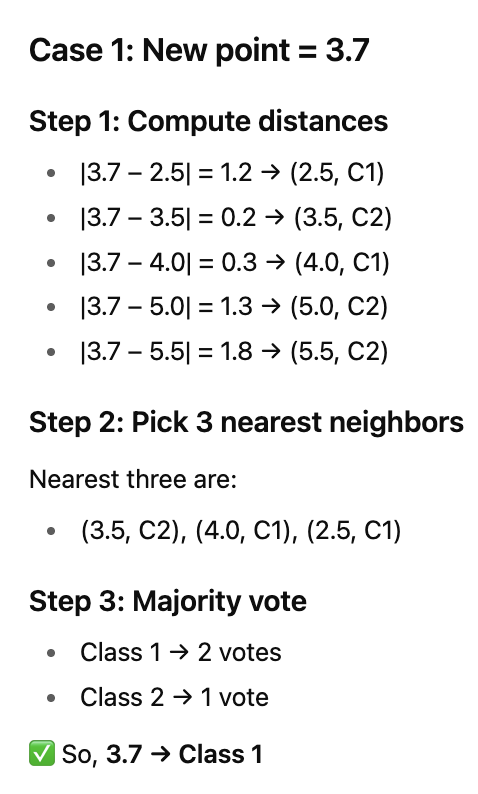 Case 1: New point = 3.7
Step 1: Compute distances
• |3.7 – 2.5| = 1.2 → (2.5, C1)
• |3.7 – 3.5| = 0.2 → (3.5, C2)
• |3.7 – 4.0| = 0.3 → (4.0, C1)
• |3.7 – 5.0| = 1.3 → (5.0, C2)
• |3.7 – 5.5| = 1.8 → (5.5, C2)
Step 2: Pick 3 nearest neighbors
Nearest three are:
• (3.5, C2), (4.0, C1), (2.5, C1)
Step 3: Majority vote
• Class 1 → 2 votes
• Class 2 → 1 vote
✅ So, 3.7 → Class 1